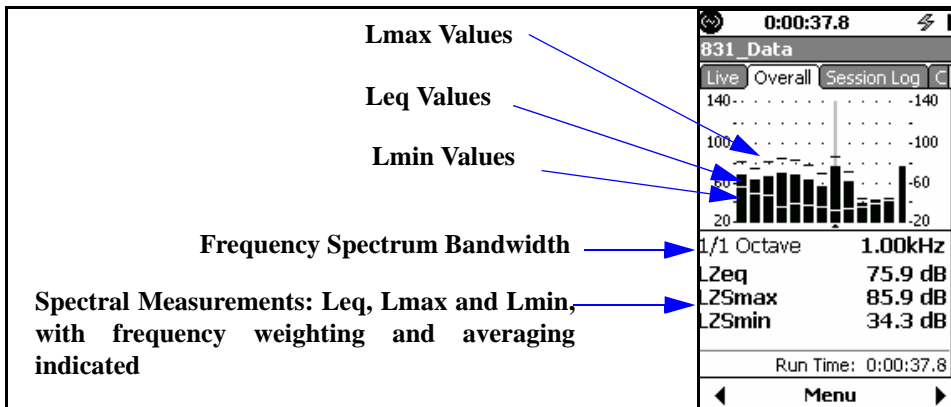 Lmax Values
Leq Values
Lmin Values
Frequency Spectrum Bandwidth
Spectral Measurements: Leq, Lmax and Lmin,
with frequency weighting and averaging
indicated
0:00:37.8
831_Data
Live Overall Session Log C
140 -140
100 -100
60 -60
20 -20
1/1 Octave 1.00kHz
LZeq 75.9 dB
LZSmax 85.9 dB
LZSmin 34.3 dB
Run Time: 0:00:37.8
Menu